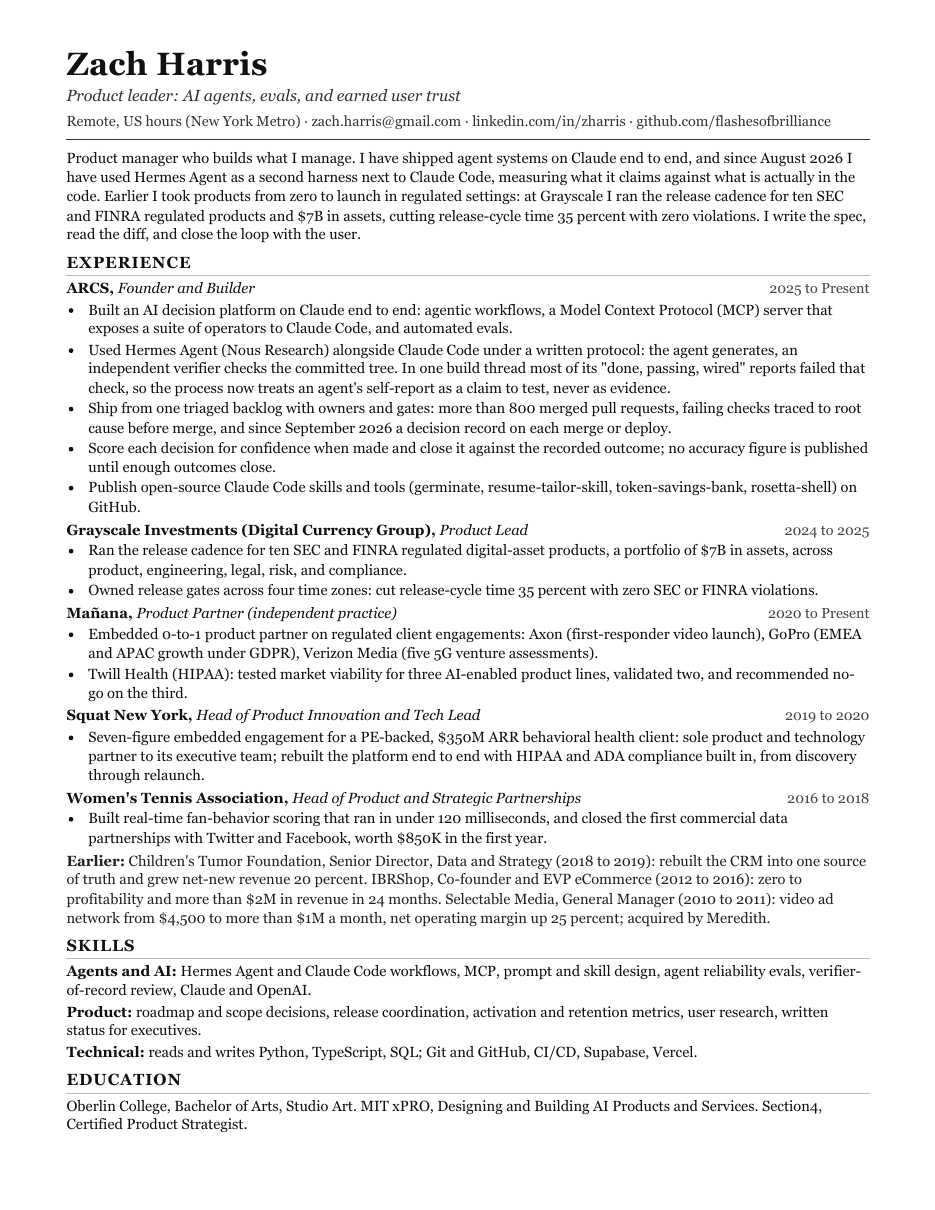 Zach Harris
Product leader: AI agents, evals, and earned user trust
Remote, US hours (New York Metro) · zach.harris@gmail.com · linkedin.com/in/zharris · github.com/flashesofbrilliance
Product manager who builds what I manage. I have shipped agent systems on Claude end to end, and since August 2026 I
have used Hermes Agent as a second harness next to Claude Code, measuring what it claims against what is actually in the
code. Earlier I took products from zero to launch in regulated settings: at Grayscale I ran the release cadence for ten SEC
and FINRA regulated products and $7B in assets, cutting release-cycle time 35 percent with zero violations. I write the spec,
read the diff, and close the loop with the user.
EXPERIENCE
ARCS, Founder and Builder 2025 to Present
• Built an AI decision platform on Claude end to end: agentic workflows, a Model Context Protocol (MCP) server that
exposes a suite of operators to Claude Code, and automated evals.
• Used Hermes Agent (Nous Research) alongside Claude Code under a written protocol: the agent generates, an
independent verifier checks the committed tree. In one build thread most of its "done, passing, wired" reports failed that
check, so the process now treats an agent's self-report as a claim to test, never as evidence.
• Ship from one triaged backlog with owners and gates: more than 800 merged pull requests, failing checks traced to root
cause before merge, and since September 2026 a decision record on each merge or deploy.
• Score each decision for confidence when made and close it against the recorded outcome; no accuracy figure is published
until enough outcomes close.
• Publish open-source Claude Code skills and tools (germinate, resume-tailor-skill, token-savings-bank, rosetta-shell) on
GitHub.
Grayscale Investments (Digital Currency Group), Product Lead 2024 to 2025
• Ran the release cadence for ten SEC and FINRA regulated digital-asset products, a portfolio of $7B in assets, across
product, engineering, legal, risk, and compliance.
• Owned release gates across four time zones: cut release-cycle time 35 percent with zero SEC or FINRA violations.
Mañana, Product Partner (independent practice) 2020 to Present
• Embedded 0-to-1 product partner on regulated client engagements: Axon (first-responder video launch), GoPro (EMEA
and APAC growth under GDPR), Verizon Media (five 5G venture assessments).
• Twill Health (HIPAA): tested market viability for three AI-enabled product lines, validated two, and recommended no-
go on the third.
Squat New York, Head of Product Innovation and Tech Lead 2019 to 2020
• Seven-figure embedded engagement for a PE-backed, $350M ARR behavioral health client: sole product and technology
partner to its executive team; rebuilt the platform end to end with HIPAA and ADA compliance built in, from discovery
through relaunch.
Women's Tennis Association, Head of Product and Strategic Partnerships 2016 to 2018
• Built real-time fan-behavior scoring that ran in under 120 milliseconds, and closed the first commercial data
partnerships with Twitter and Facebook, worth $850K in the first year.
Earlier: Children's Tumor Foundation, Senior Director, Data and Strategy (2018 to 2019): rebuilt the CRM into one source
of truth and grew net-new revenue 20 percent. IBRShop, Co-founder and EVP eCommerce (2012 to 2016): zero to
profitability and more than $2M in revenue in 24 months. Selectable Media, General Manager (2010 to 2011): video ad
network from $4,500 to more than $1M a month, net operating margin up 25 percent; acquired by Meredith.
SKILLS
Agents and AI: Hermes Agent and Claude Code workflows, MCP, prompt and skill design, agent reliability evals, verifier-
of-record review, Claude and OpenAI.
Product: roadmap and scope decisions, release coordination, activation and retention metrics, user research, written
status for executives.
Technical: reads and writes Python, TypeScript, SQL; Git and GitHub, CI/CD, Supabase, Vercel.
EDUCATION
Oberlin College, Bachelor of Arts, Studio Art. MIT xPRO, Designing and Building AI Products and Services. Section4,
Certified Product Strategist.